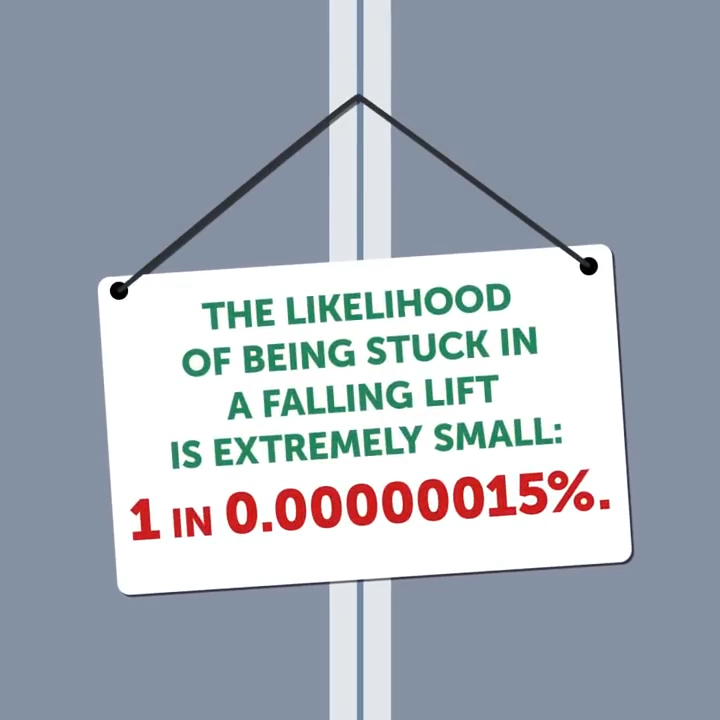 THE LIKELIHOOD
OF BEING STUCK IN
A FALLING LIFT
IS EXTREMELY SMALL:
1 IN 0.00000015%.